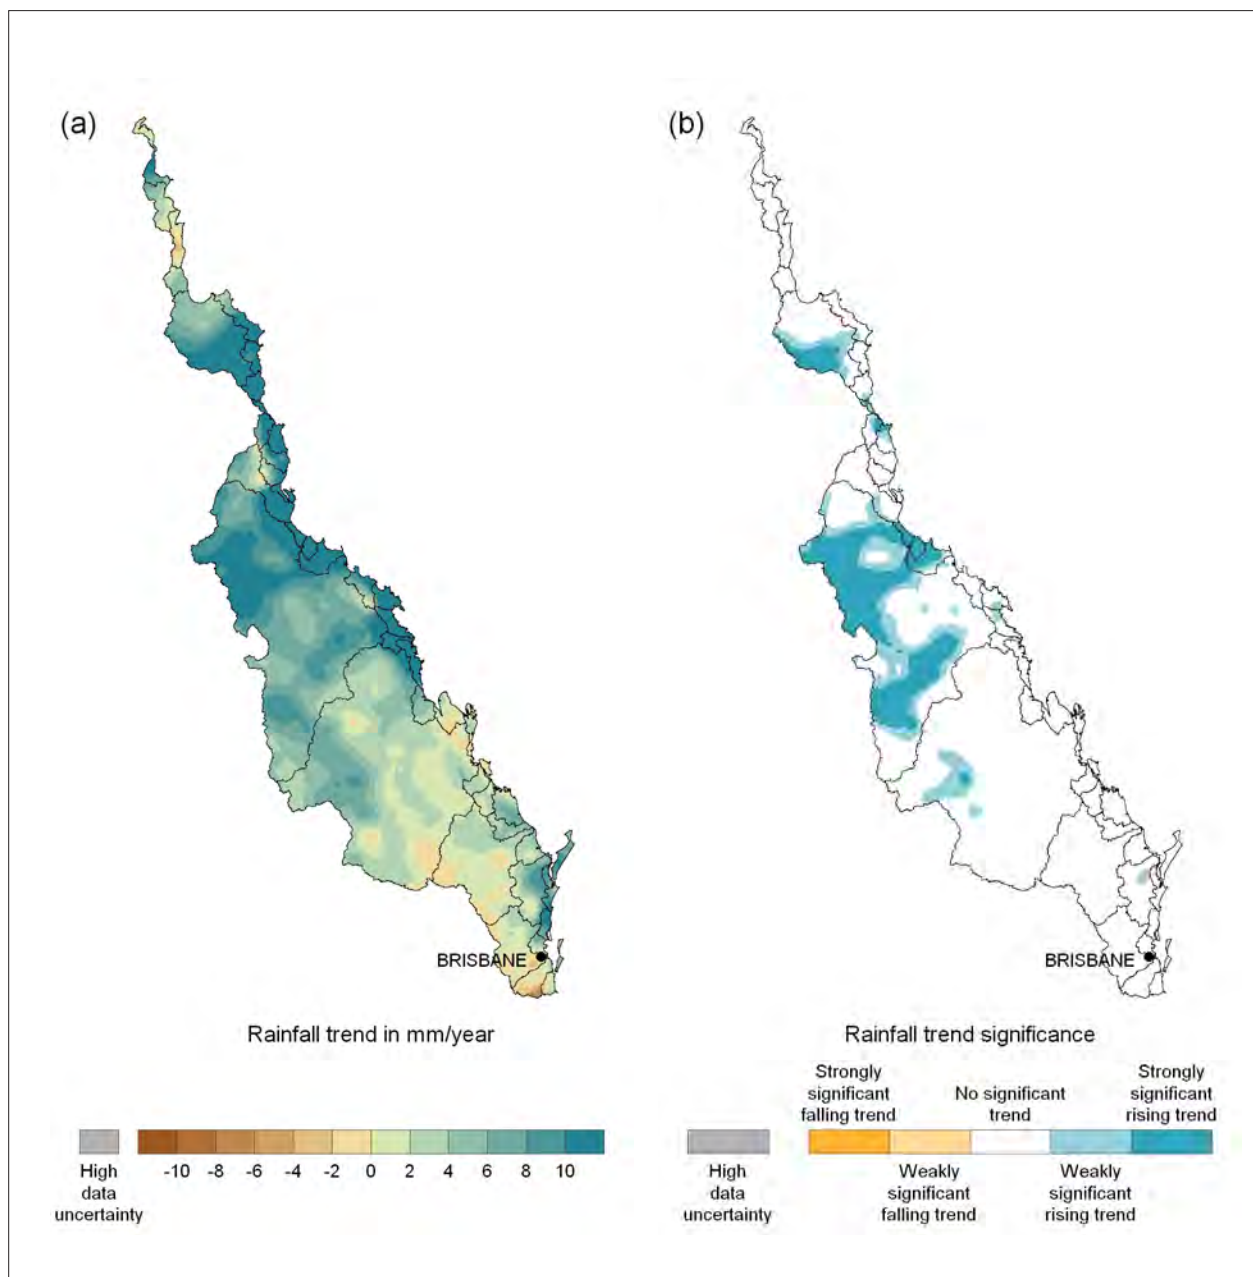 (a)
(b)
BRISBANE
BRISBANE
Rainfall trend in mm/year
Rainfall trend significance
Strongly
significant
falling trend
No significant
trend
Strongly
significant
rising trend
High
data
uncertainty
-10 -8 -6 -4 -2 0 2 4 6 8 10
High
data
uncertainty
Weakly
significant
falling trend
Weakly
significant
rising trend